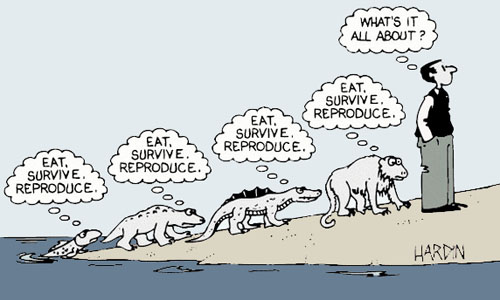 EAT,
SURVIVE,
REPRODUCE.
EAT,
SURVIVE,
REPRODUCE.
EAT,
SURVIVE,
REPRODUCE.
EAT,
SURVIVE,
REPRODUCE.
WHAT'S IT
ALL ABOUT?
HARDIN